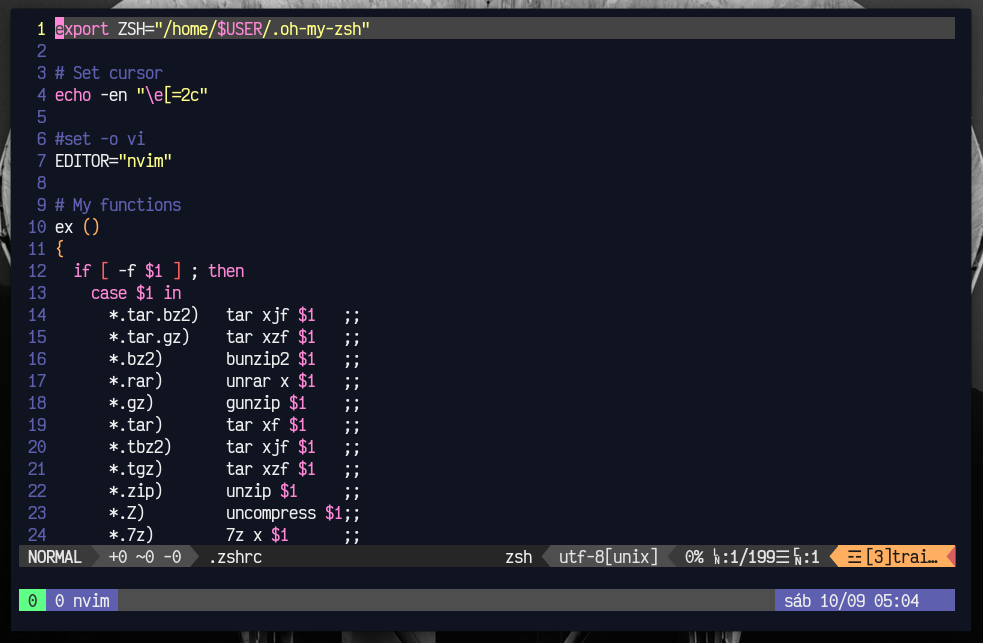 1 export ZSH="/home/$USER/.oh-my-zsh"
2
3 # Set cursor
4 echo -en "\e[=2c"
5
6 #set -o vi
7 EDITOR="nvim"
8
9 # My functions
10 ex ()
11 {
12   if [ -f $1 ] ; then
13     case $1 in
14       *.tar.bz2)   tar xjf $1   ;;
15       *.tar.gz)    tar xzf $1   ;;
16       *.bz2)       bunzip2 $1   ;;
17       *.rar)       unrar x $1   ;;
18       *.gz)        gunzip $1    ;;
19       *.tar)       tar xf $1    ;;
20       *.tbz2)      tar xjf $1   ;;
21       *.tgz)       tar xzf $1   ;;
22       *.zip)       unzip $1     ;;
23       *.Z)         uncompress $1;;
24       *.7z)        7z x $1      ;;
NORMAL +0 ~0 -0 .zshrc zsh utf-8[unix] 0% ㏑:1/199☰℅:1 ☲[3]trai…
0 0 nvim sáb 10/09 05:04